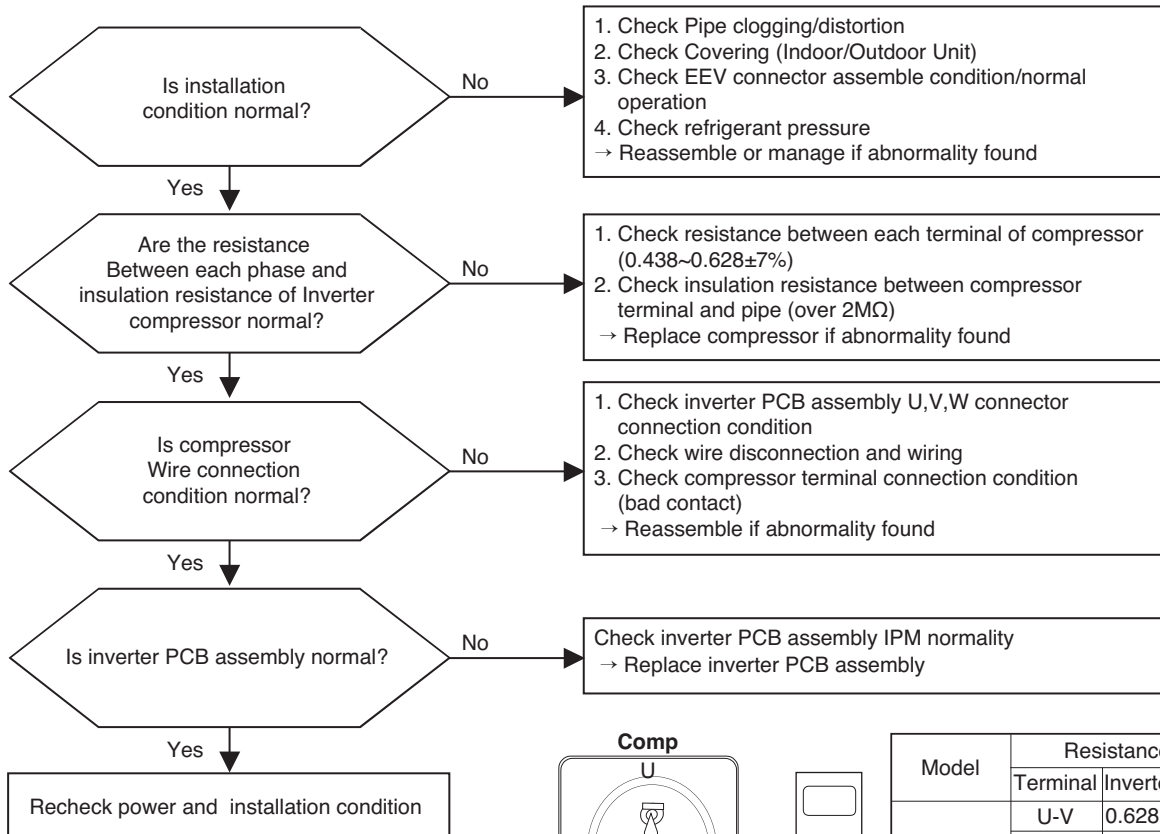 Is installation
condition normal?
No
1. Check Pipe clogging/distortion
2. Check Covering (Indoor/Outdoor Unit)
3. Check EEV connector assemble condition/normal
operation
4. Check refrigerant pressure
→ Reassemble or manage if abnormality found
Yes
Are the resistance
Between each phase and
insulation resistance of Inverter
compressor normal?
No
1. Check resistance between each terminal of compressor
(0.438~0.628±7%)
2. Check insulation resistance between compressor
terminal and pipe (over 2MΩ)
→ Replace compressor if abnormality found
Yes
Is compressor
Wire connection
condition normal?
No
1. Check inverter PCB assembly U,V,W connector
connection condition
2. Check wire disconnection and wiring
3. Check compressor terminal connection condition
(bad contact)
→ Reassemble if abnormality found
Yes
Is inverter PCB assembly normal?
No
Check inverter PCB assembly IPM normality
→ Replace inverter PCB assembly
Yes
Recheck power and installation condition
Comp
U
Model
Resistance
Terminal
U-V
0.628